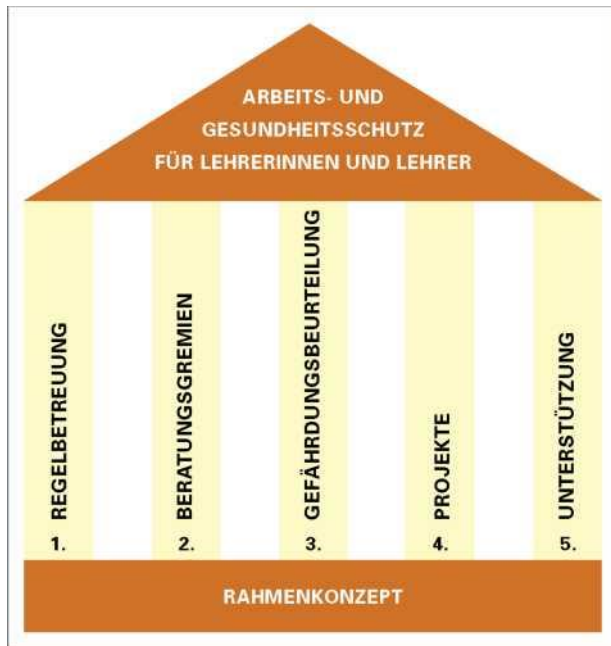 ARBEITS- UND
GESUNDHEITSSCHUTZ
FÜR LEHRERINNEN UND LEHRER
1. REGELBETREUUNG
2. BERATUNGSGREMIEN
3. GEFÄHRDUNGSBEURTEILUNG
4. PROJEKTE
5. UNTERSTÜTZUNG
RAHMENKONZEPT